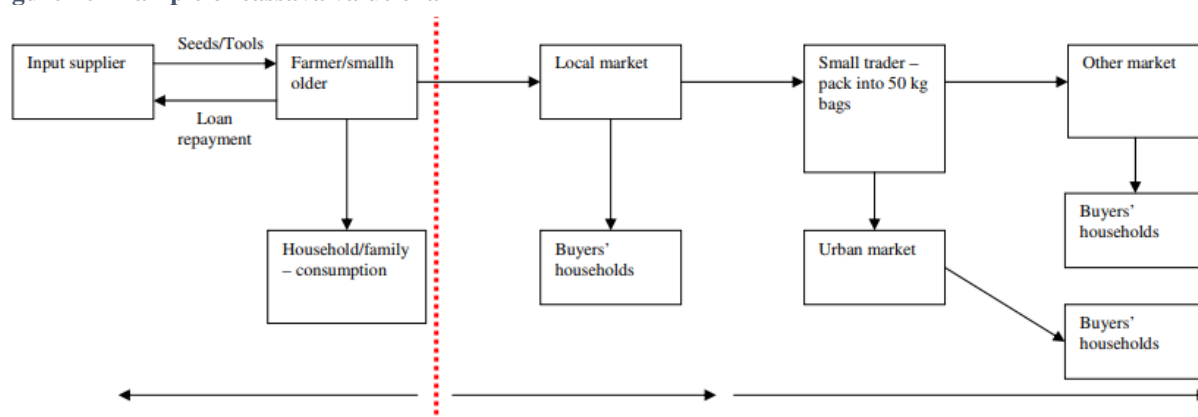 Input supplier
Seeds/Tools
Loan
repayment
Farmer/smallh
older
Local market
Small trader –
pack into 50 kg
bags
Other market
Household/family
– consumption
Buyers’
households
Urban market
Buyers’
households
Buyers’
households